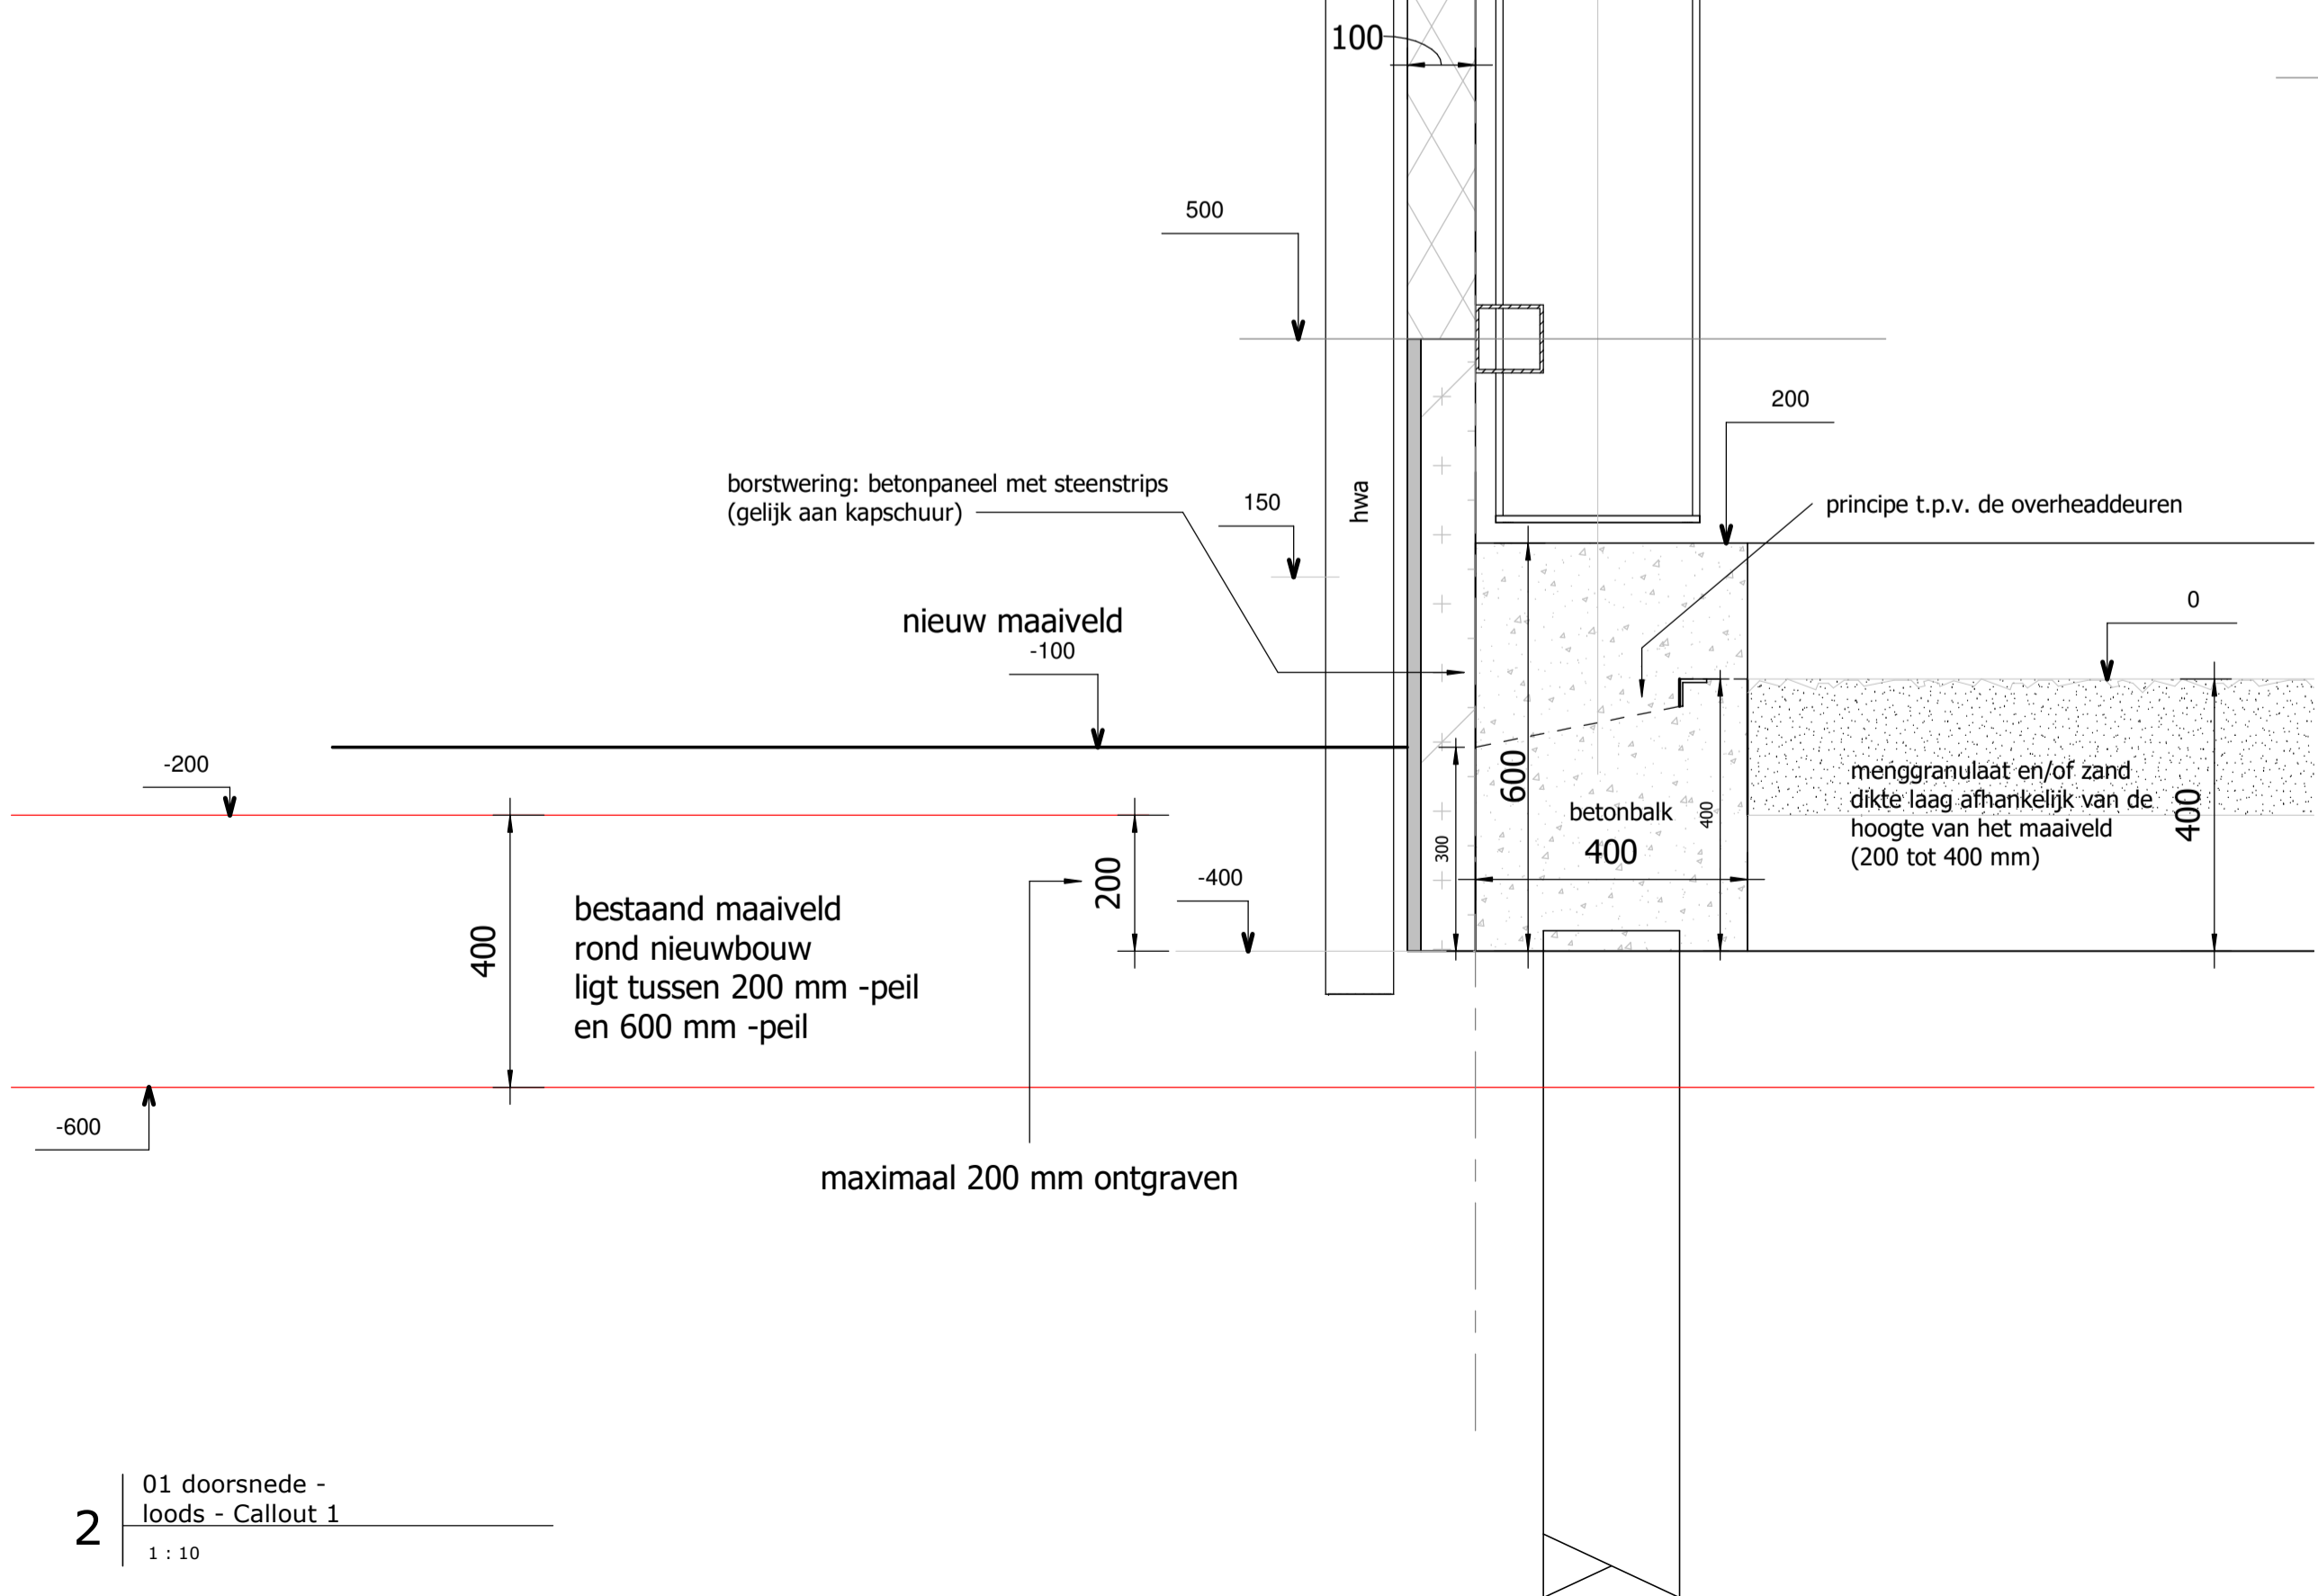 100
500
200
borstwering: betonpaneel met steenstrips
(gelijk aan kapschuur)
150
hwa
principe t.p.v. de overheaddeuren
nieuw maaiveld
-100
0
-200
600
menggranulaat en/of zand
dikte laag afhankelijk van de
hoogte van het maaiveld
(200 tot 400 mm)
400
betonbalk
400
400
300
200
-400
400
bestaand maaiveld
rond nieuwbouw
ligt tussen 200 mm -peil
en 600 mm -peil
-600
maximaal 200 mm ontgraven
2
01 doorsnede -
loods - Callout 1
1 : 10